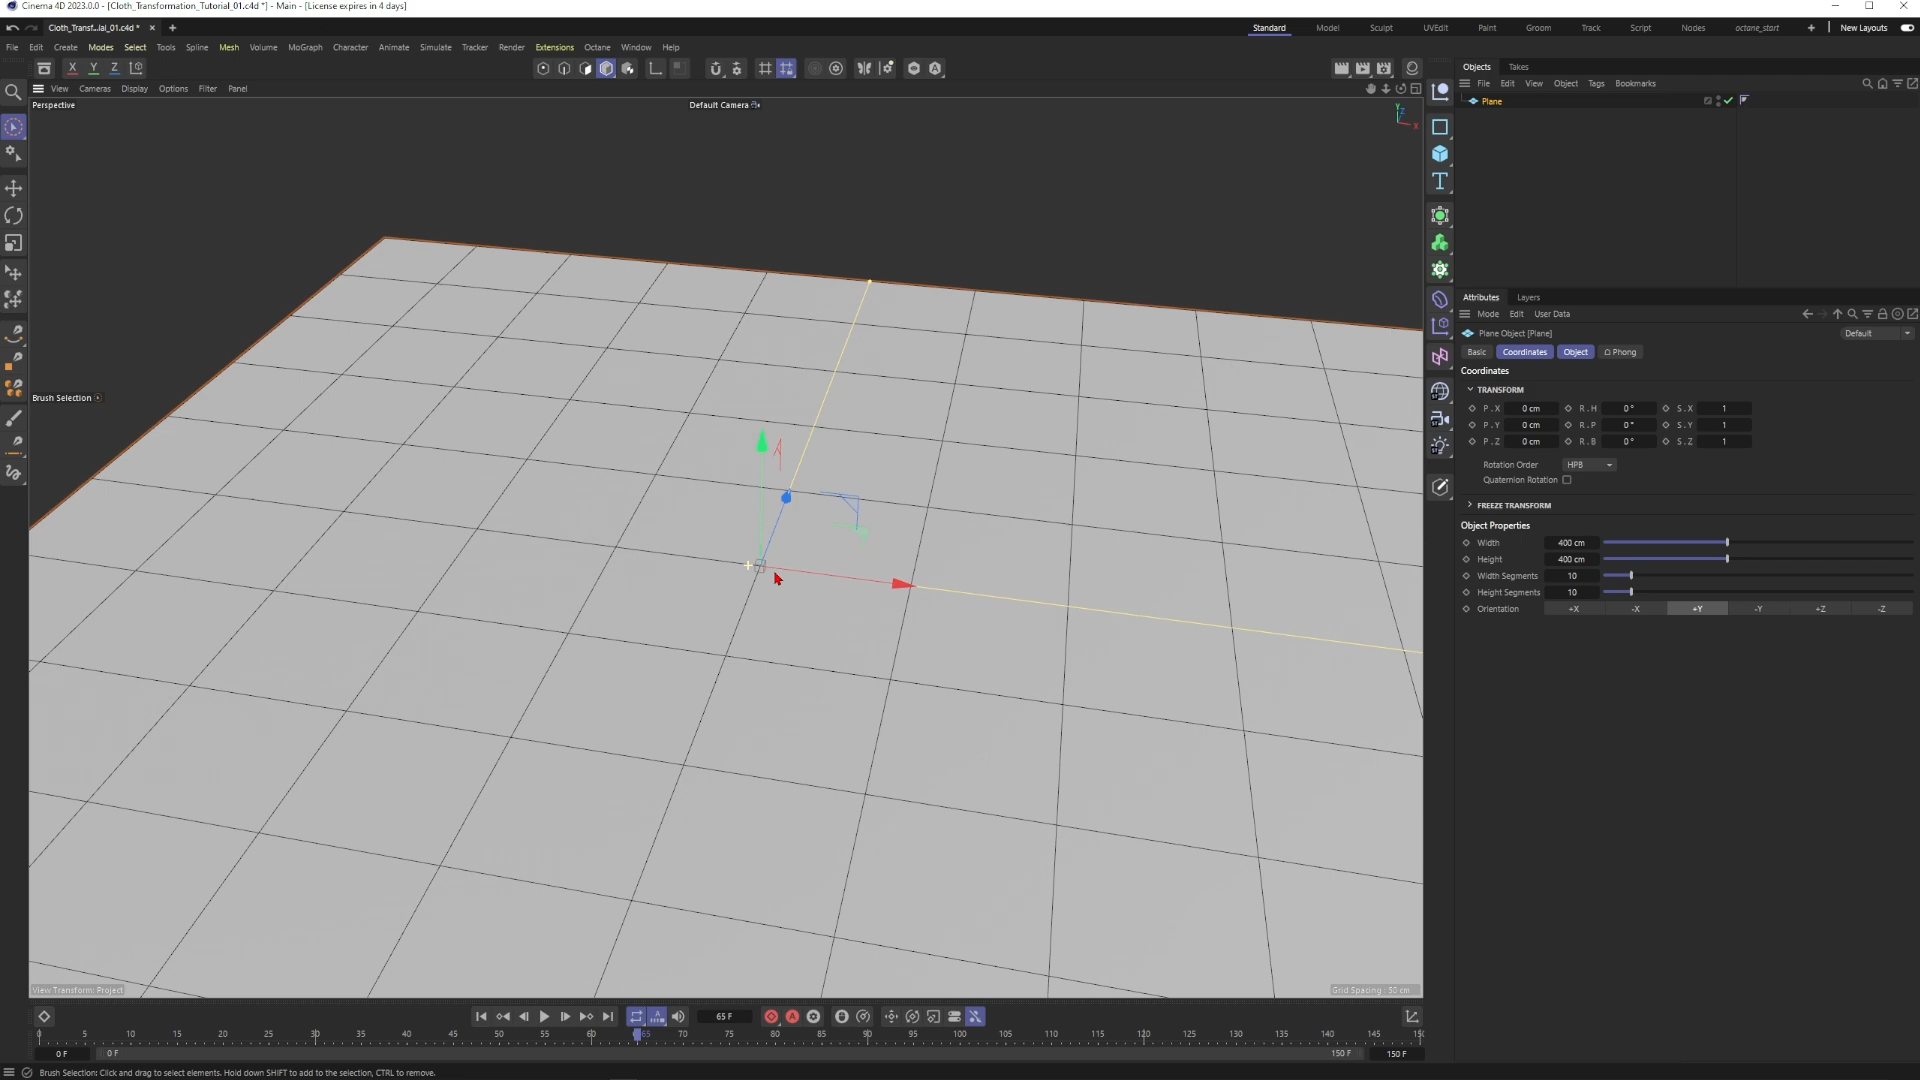 Cinema 4D 2023.0.0 - [Cloth_Transformation_Tutorial_01.c4d *] - Main - [License expires in 4 days]
Cloth_Transf...ial_01.c4d *
Standard Model Sculpt UVEdit Paint Groom Track Script Nodes octane_start New Layouts
File Edit Create Modes Select Tools Spline Mesh Volume MoGraph Character Animate Simulate Tracker Render Extensions Octane Window Help
X Y Z
View Cameras Display Options Filter Panel
Perspective
Default Camera
Y
Z
X
Brush Selection
View Transform: Project
Grid Spacing : 50 cm
Objects Takes
File Edit View Object Tags Bookmarks
Plane
Attributes Layers
Mode Edit User Data
Plane Object [Plane]
Default
Basic Coordinates Object Phong
Coordinates
TRANSFORM
P . X 0 cm R . H 0 ° S . X 1
P . Y 0 cm R . P 0 ° S . Y 1
P . Z 0 cm R . B 0 ° S . Z 1
Rotation Order HPB
Quaternion Rotation
FREEZE TRANSFORM
Object Properties
Width 400 cm
Height 400 cm
Width Segments 10
Height Segments 10
Orientation +X -X +Y -Y +Z -Z
65 F
0 5 10 15 20 25 30 35 40 45 50 55 60 65 70 75 80 85 90 95 100 105 110 115 120 125 130 135 140 145
0 F 0 F 150 F 150 F
Brush Selection: Click and drag to select elements. Hold down SHIFT to add to the selection, CTRL to remove.